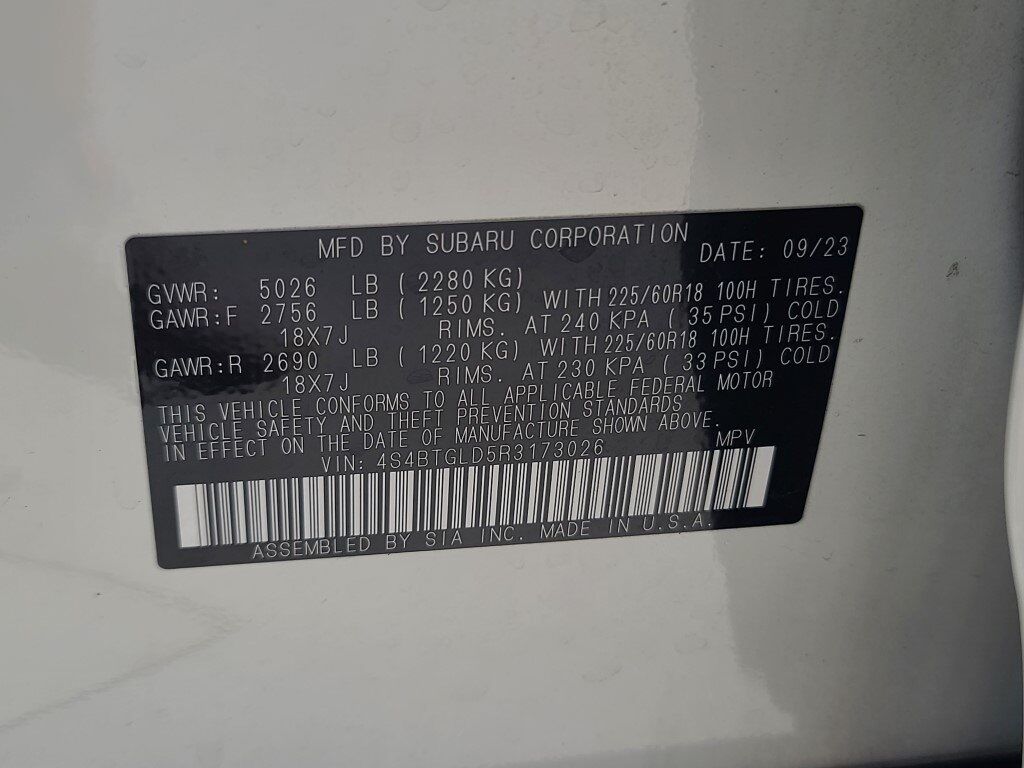 MFD BY SUBARU CORPORATION DATE: 09/23
GVWR: 5026 LB ( 2280 KG)
GAWR:F 2756 LB ( 1250 KG) WITH 225/60R18 100H TIRES.
18X7J RIMS. AT 240 KPA ( 35 PSI) COLD
GAWR:R 2690 LB ( 1220 KG) WITH 225/60R18 100H TIRES.
18X7J RIMS. AT 230 KPA ( 33 PSI) COLD
THIS VEHICLE CONFORMS TO ALL APPLICABLE FEDERAL MOTOR
VEHICLE SAFETY AND THEFT PREVENTION STANDARDS
IN EFFECT ON THE DATE OF MANUFACTURE SHOWN ABOVE.
VIN: 4S4BTGLD5R3173026 MPV
ASSEMBLED BY SIA INC. MADE IN U.S.A.